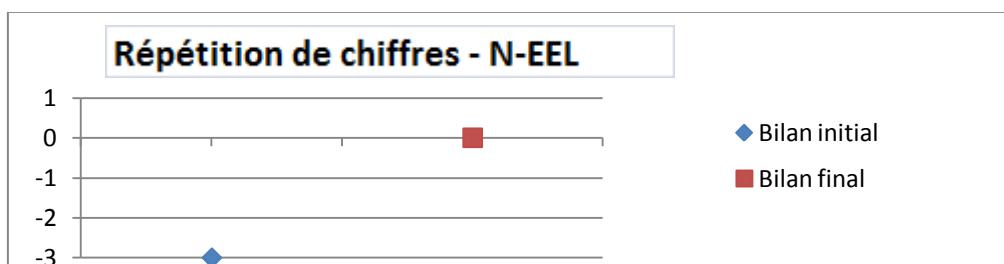 Répétition de chiffres - N-EEL
1
0
-1
-2
-3
Bilan initial
Bilan final